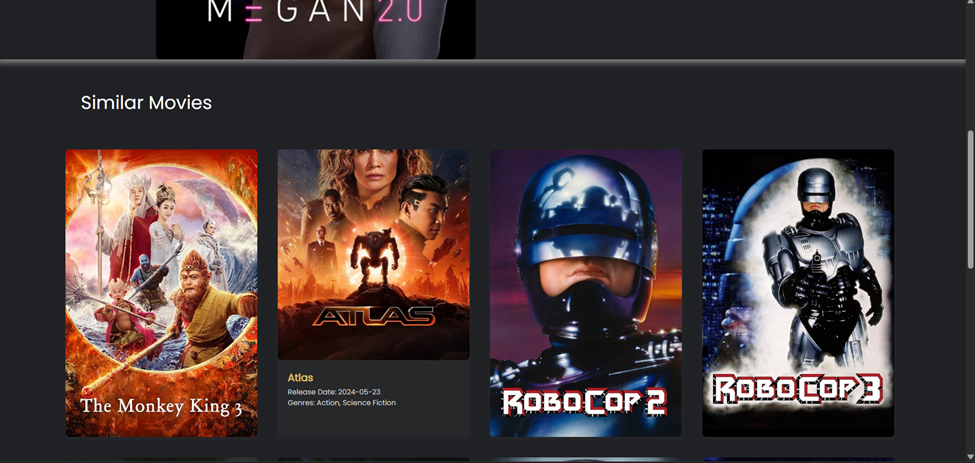 M Ξ G A N 2.0
Similar Movies
The Monkey King 3
ATLAS
Atlas
Release Date: 2024-05-23
Genres: Action, Science Fiction
ROBOCOP 2
ROBOCOP 3